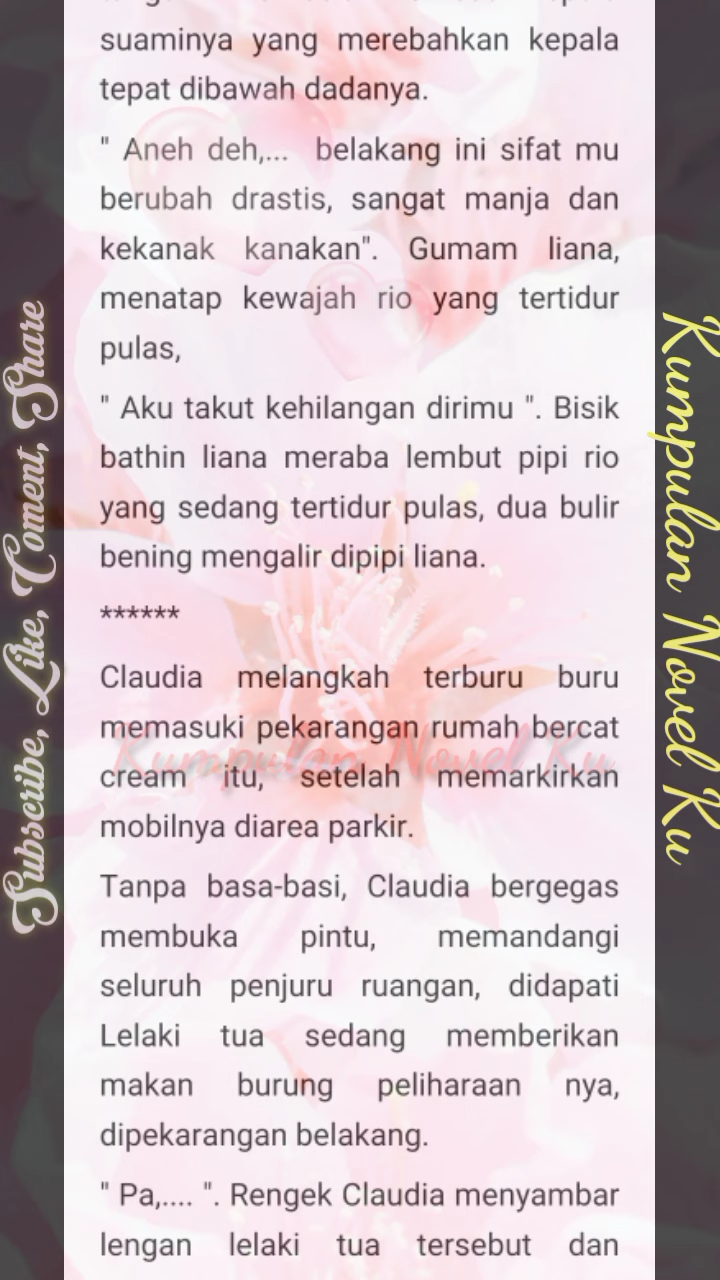 suaminya yang merebahkan kepala
tepat dibawah dadanya.
" Aneh deh,... belakang ini sifat mu
berubah drastis, sangat manja dan
kekanak kanakan". Gumam liana,
menatap kewajah rio yang tertidur
pulas,
" Aku takut kehilangan dirimu ". Bisik
bathin liana meraba lembut pipi rio
yang sedang tertidur pulas, dua bulir
bening mengalir dipipi liana.
******
Claudia melangkah terburu buru
memasuki pekarangan rumah bercat
cream itu, setelah memarkirkan
mobilnya diarea parkir.
Tanpa basa-basi, Claudia bergegas
membuka pintu, memandangi
seluruh penjuru ruangan, didapati
Lelaki tua sedang memberikan
makan burung peliharaan nya,
dipekarangan belakang.
" Pa,.... ". Rengek Claudia menyambar
lengan lelaki tua tersebut dan
Subscribe, Like, Coment, Share
Kumpulan Novel Ku
Kumpulan Novel Ku